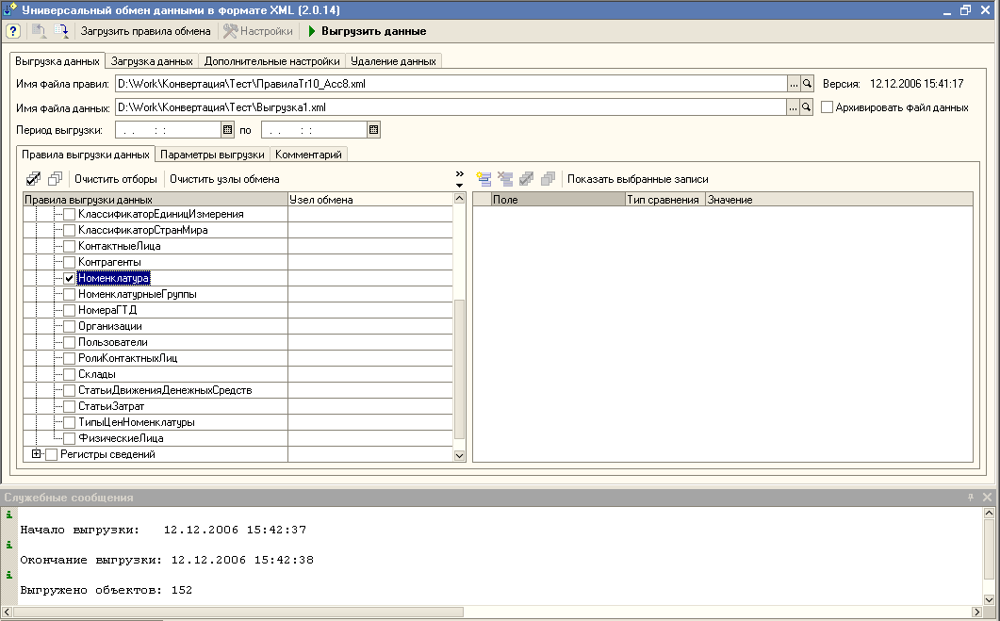 Универсальный обмен данными в формате XML (2.0.14)
Загрузить правила обмена Настройки Выгрузить данные
Выгрузка данных Загрузка данных Дополнительные настройки Удаление данных
Имя файла правил: D:\Work\Конвертация\Тест\ПравилаTr10_Acc8.xml ... Версия: 12.12.2006 15:41:17
Имя файла данных: D:\Work\Конвертация\Тест\Выгрузка1.xml ... Архивировать файл данных
Период выгрузки: . . : : по . . : :
Правила выгрузки данных Параметры выгрузки Комментарий
Очистить отборы Очистить узлы обмена » Показать выбранные записи
Правила выгрузки данных Узел обмена Поле Тип сравнения Значение
КлассификаторЕдиницИзмерения
КлассификаторСтранМира
КонтактныеЛица
Контрагенты
Номенклатура
НоменклатурныеГруппы
НомераГТД
Организации
Пользователи
РолиКонтактныхЛиц
Склады
СтатьиДвиженияДенежныхСредств
СтатьиЗатрат
ТипыЦенНоменклатуры
ФизическиеЛица
Регистры сведений
Служебные сообщения
Начало выгрузки: 12.12.2006 15:42:37
Окончание выгрузки: 12.12.2006 15:42:38
Выгружено объектов: 152